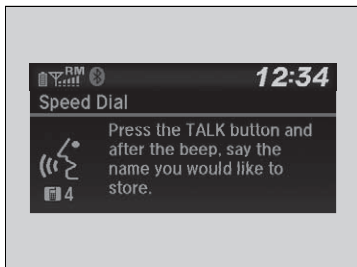 RM 12:34
Speed Dial
Press the TALK button and
after the beep, say the
name you would like to
store.
4